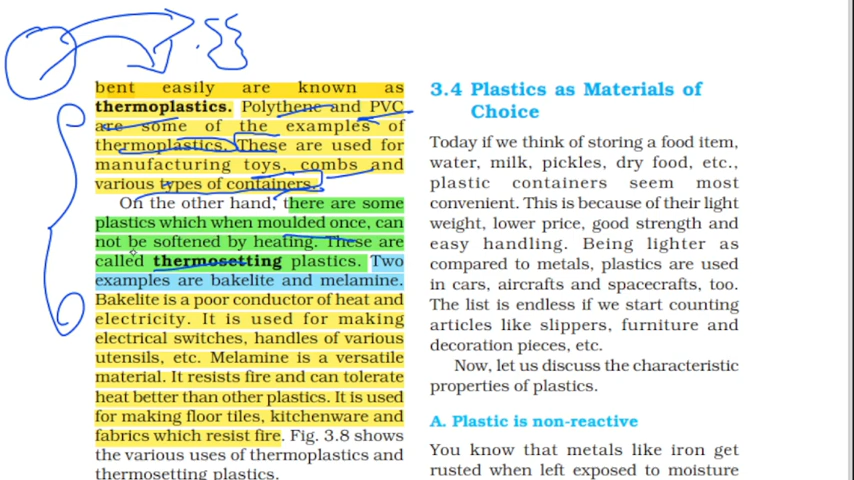 bent easily are known as
thermoplastics. Polythene and PVC
are some of the examples of
thermoplastics. These are used for
manufacturing toys, combs and
various types of containers.
On the other hand, there are some
plastics which when moulded once, can
not be softened by heating. These are
called thermosetting plastics. Two
examples are bakelite and melamine.
Bakelite is a poor conductor of heat and
electricity. It is used for making
electrical switches, handles of various
utensils, etc. Melamine is a versatile
material. It resists fire and can tolerate
heat better than other plastics. It is used
for making floor tiles, kitchenware and
fabrics which resist fire. Fig. 3.8 shows
the various uses of thermoplastics and
thermosetting plastics.
3.4 Plastics as Materials of
Choice
Today if we think of storing a food item,
water, milk, pickles, dry food, etc.,
plastic containers seem most
convenient. This is because of their light
weight, lower price, good strength and
easy handling. Being lighter as
compared to metals, plastics are used
in cars, aircrafts and spacecrafts, too.
The list is endless if we start counting
articles like slippers, furniture and
decoration pieces, etc.
Now, let us discuss the characteristic
properties of plastics.
A. Plastic is non-reactive
You know that metals like iron get
rusted when left exposed to moisture